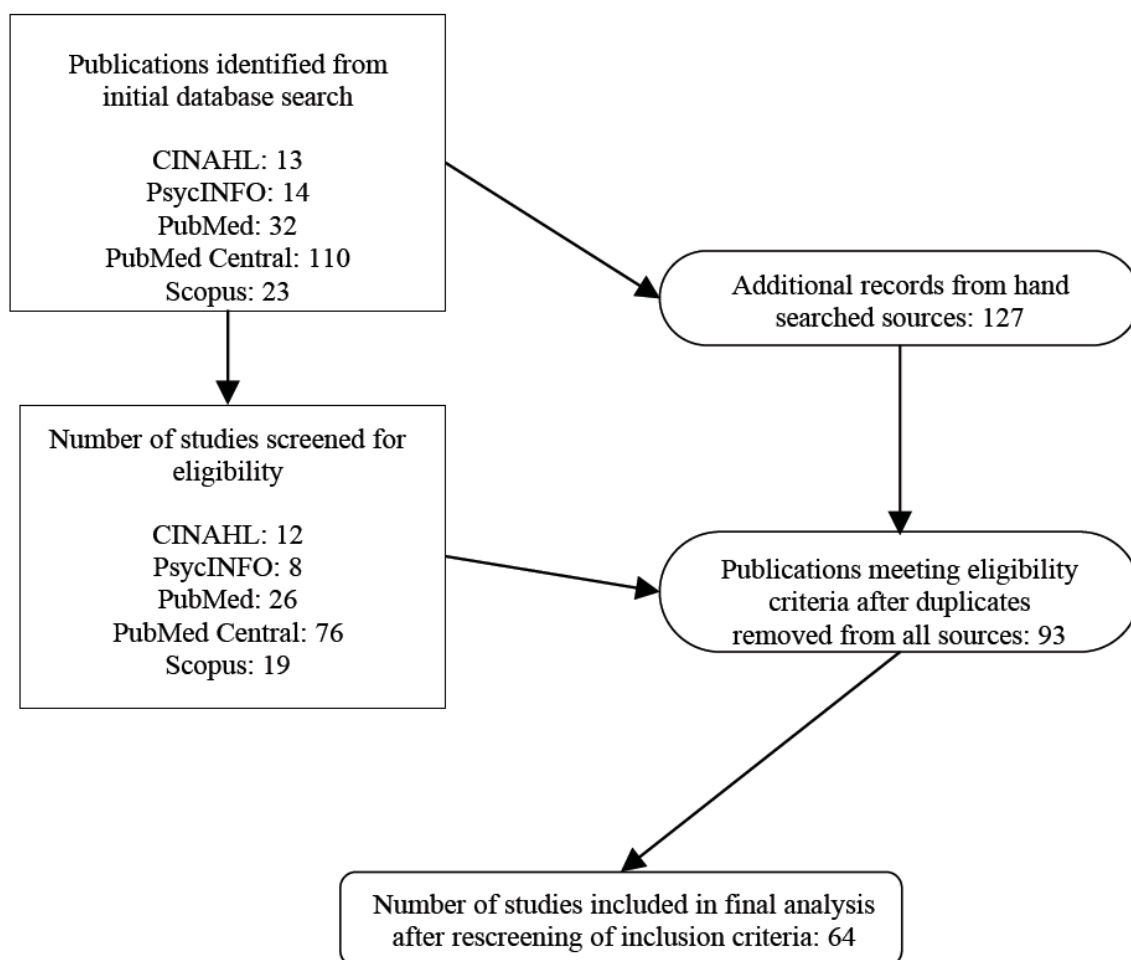 Publications identified from
initial database search
CINAHL: 13
PsycINFO: 14
PubMed: 32
PubMed Central: 110
Scopus: 23
Additional records from hand
searched sources: 127
Number of studies screened for
eligibility
CINAHL: 12
PsycINFO: 8
PubMed: 26
PubMed Central: 76
Scopus: 19
Publications meeting eligibility
criteria after duplicates
removed from all sources: 93
Number of studies included in final analysis
after rescreening of inclusion criteria: 64